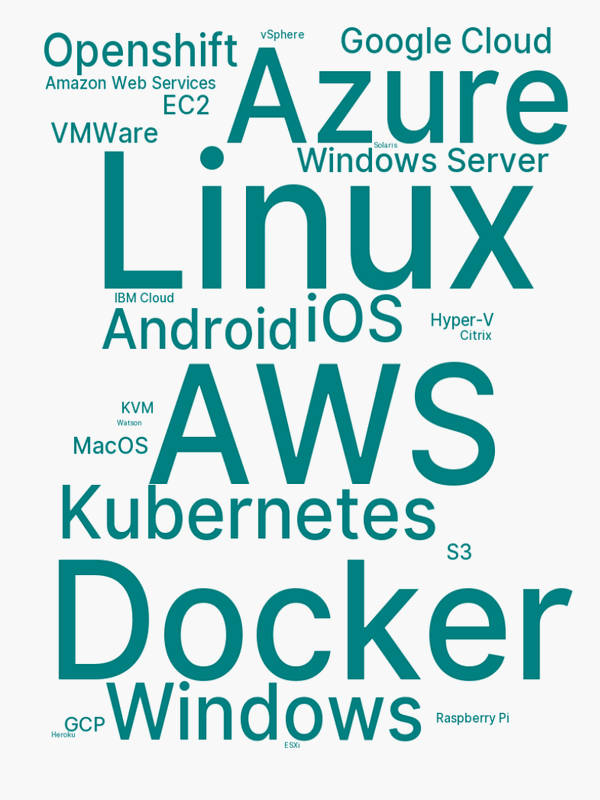 vSphere
Openshift
Google Cloud
Azure
Amazon Web Services
EC2
VMWare
Solaris
Windows Server
Linux
IBM Cloud
iOS
Android
Hyper-V
Citrix
AWS
KVM
Watson
MacOS
Kubernetes
S3
Docker
Windows
GCP
Raspberry Pi
Heroku
ESXi